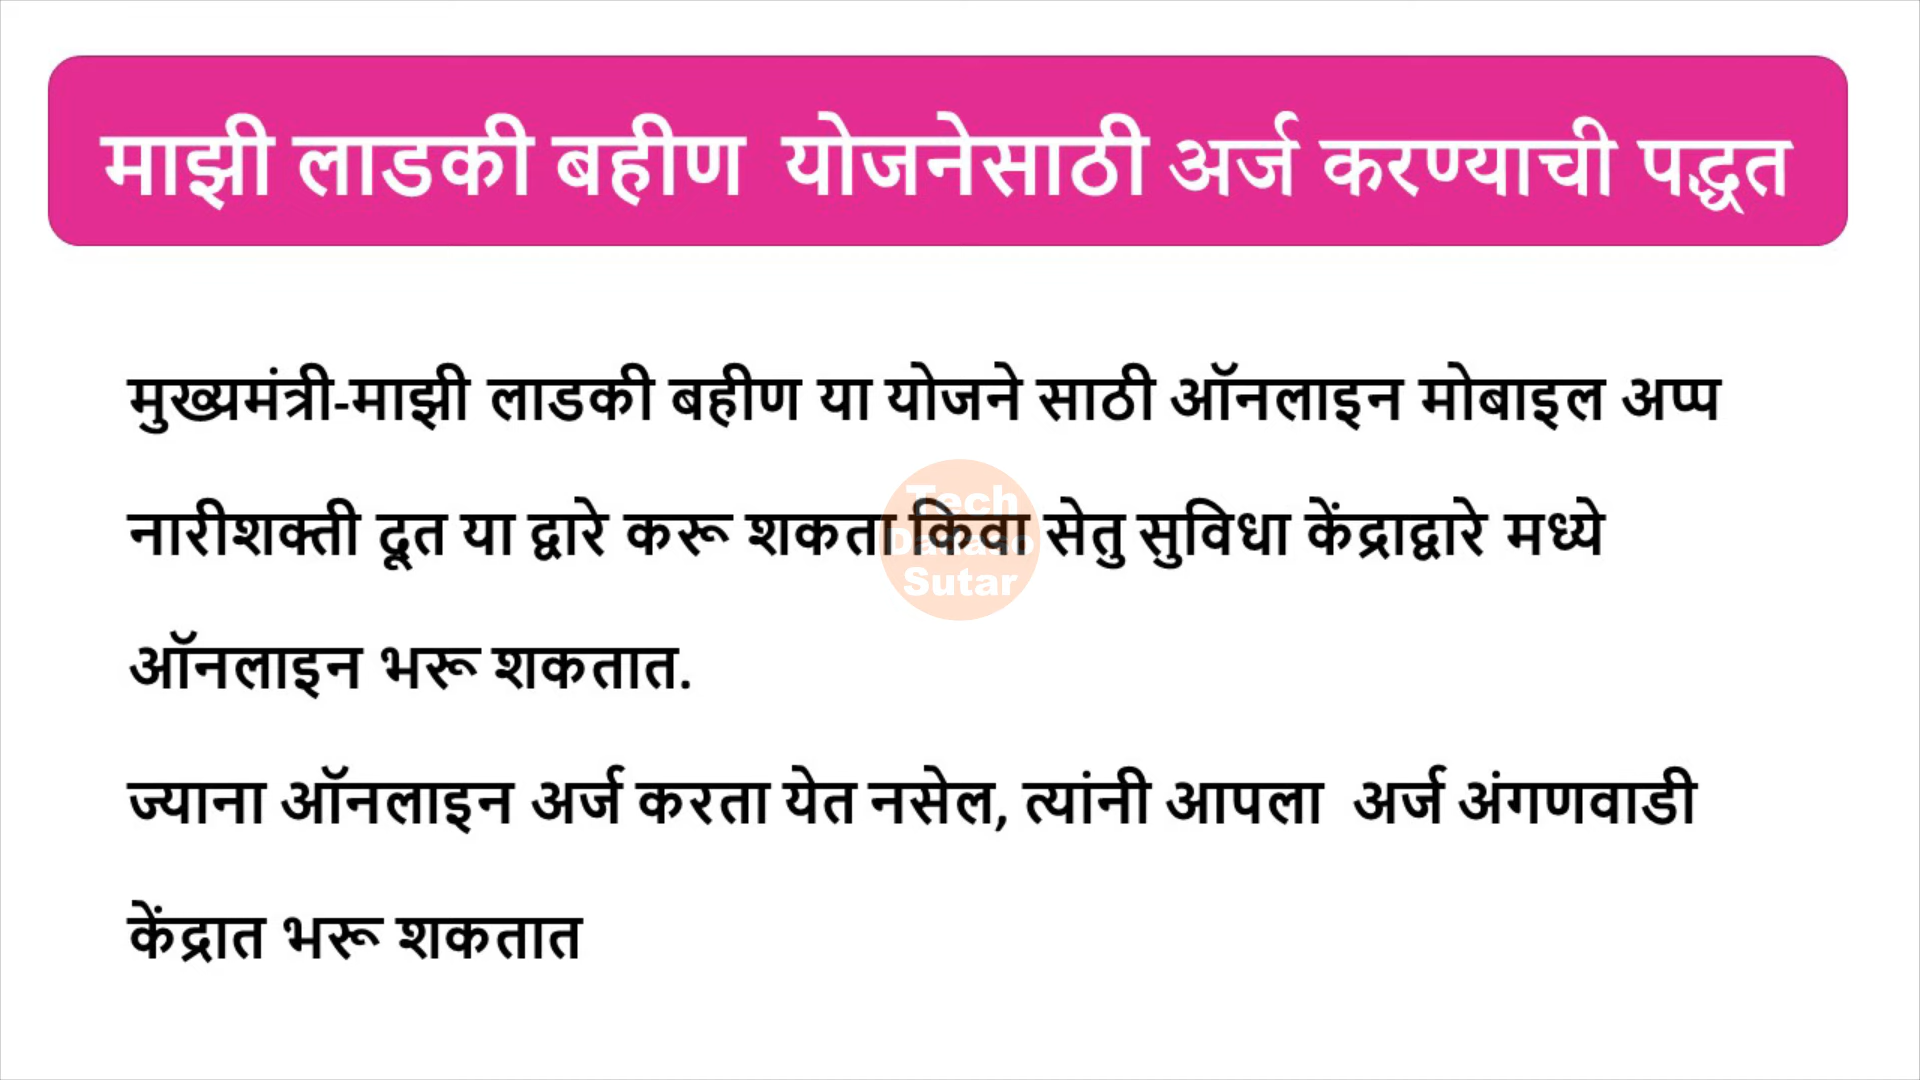 माझी लाडकी बहीण योजनेसाठी अर्ज करण्याची पद्धत
मुख्यमंत्री-माझी लाडकी बहीण या योजने साठी ऑनलाइन मोबाइल अप्प
नारीशक्ती दूत या द्वारे करू शकता किवा सेतु सुविधा केंद्राद्वारे मध्ये
ऑनलाइन भरू शकतात.
ज्याना ऑनलाइन अर्ज करता येत नसेल, त्यांनी आपला अर्ज अंगणवाडी
केंद्रात भरू शकतात
Tech
Sutar